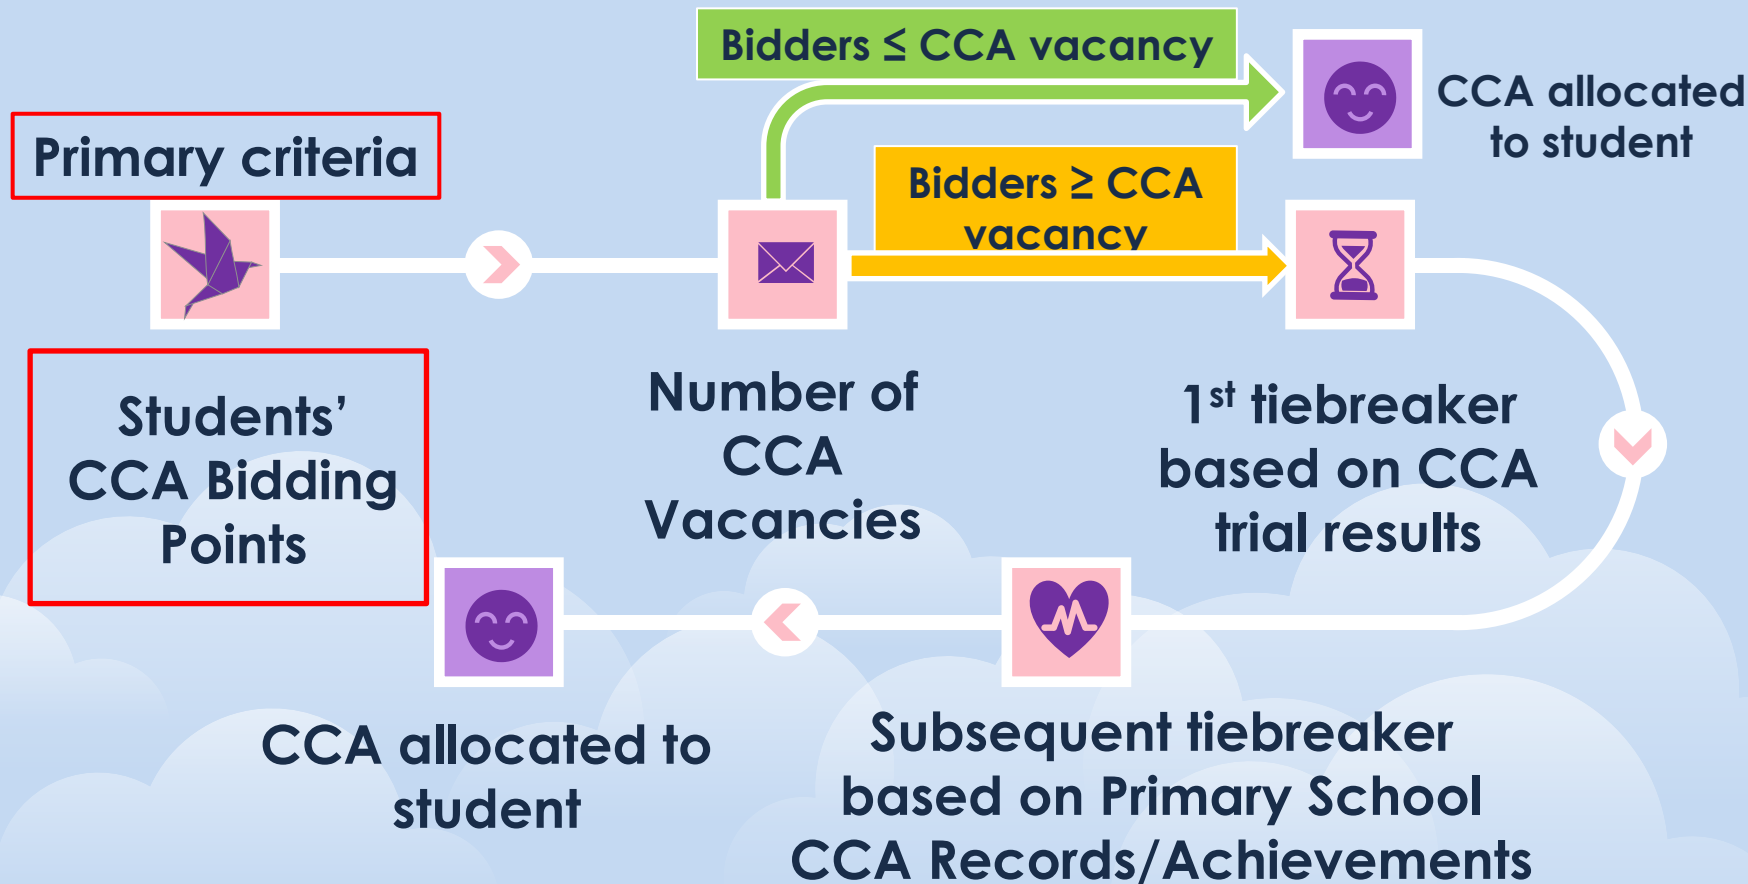 Primary criteria
Students’
CCA Bidding
Points
Number of
CCA
Vacancies
Bidders ≤ CCA vacancy
CCA allocated
to student
Bidders ≥ CCA
vacancy
1st tiebreaker
based on CCA
trial results
Subsequent tiebreaker
based on Primary School
CCA Records/Achievements
CCA allocated to
student